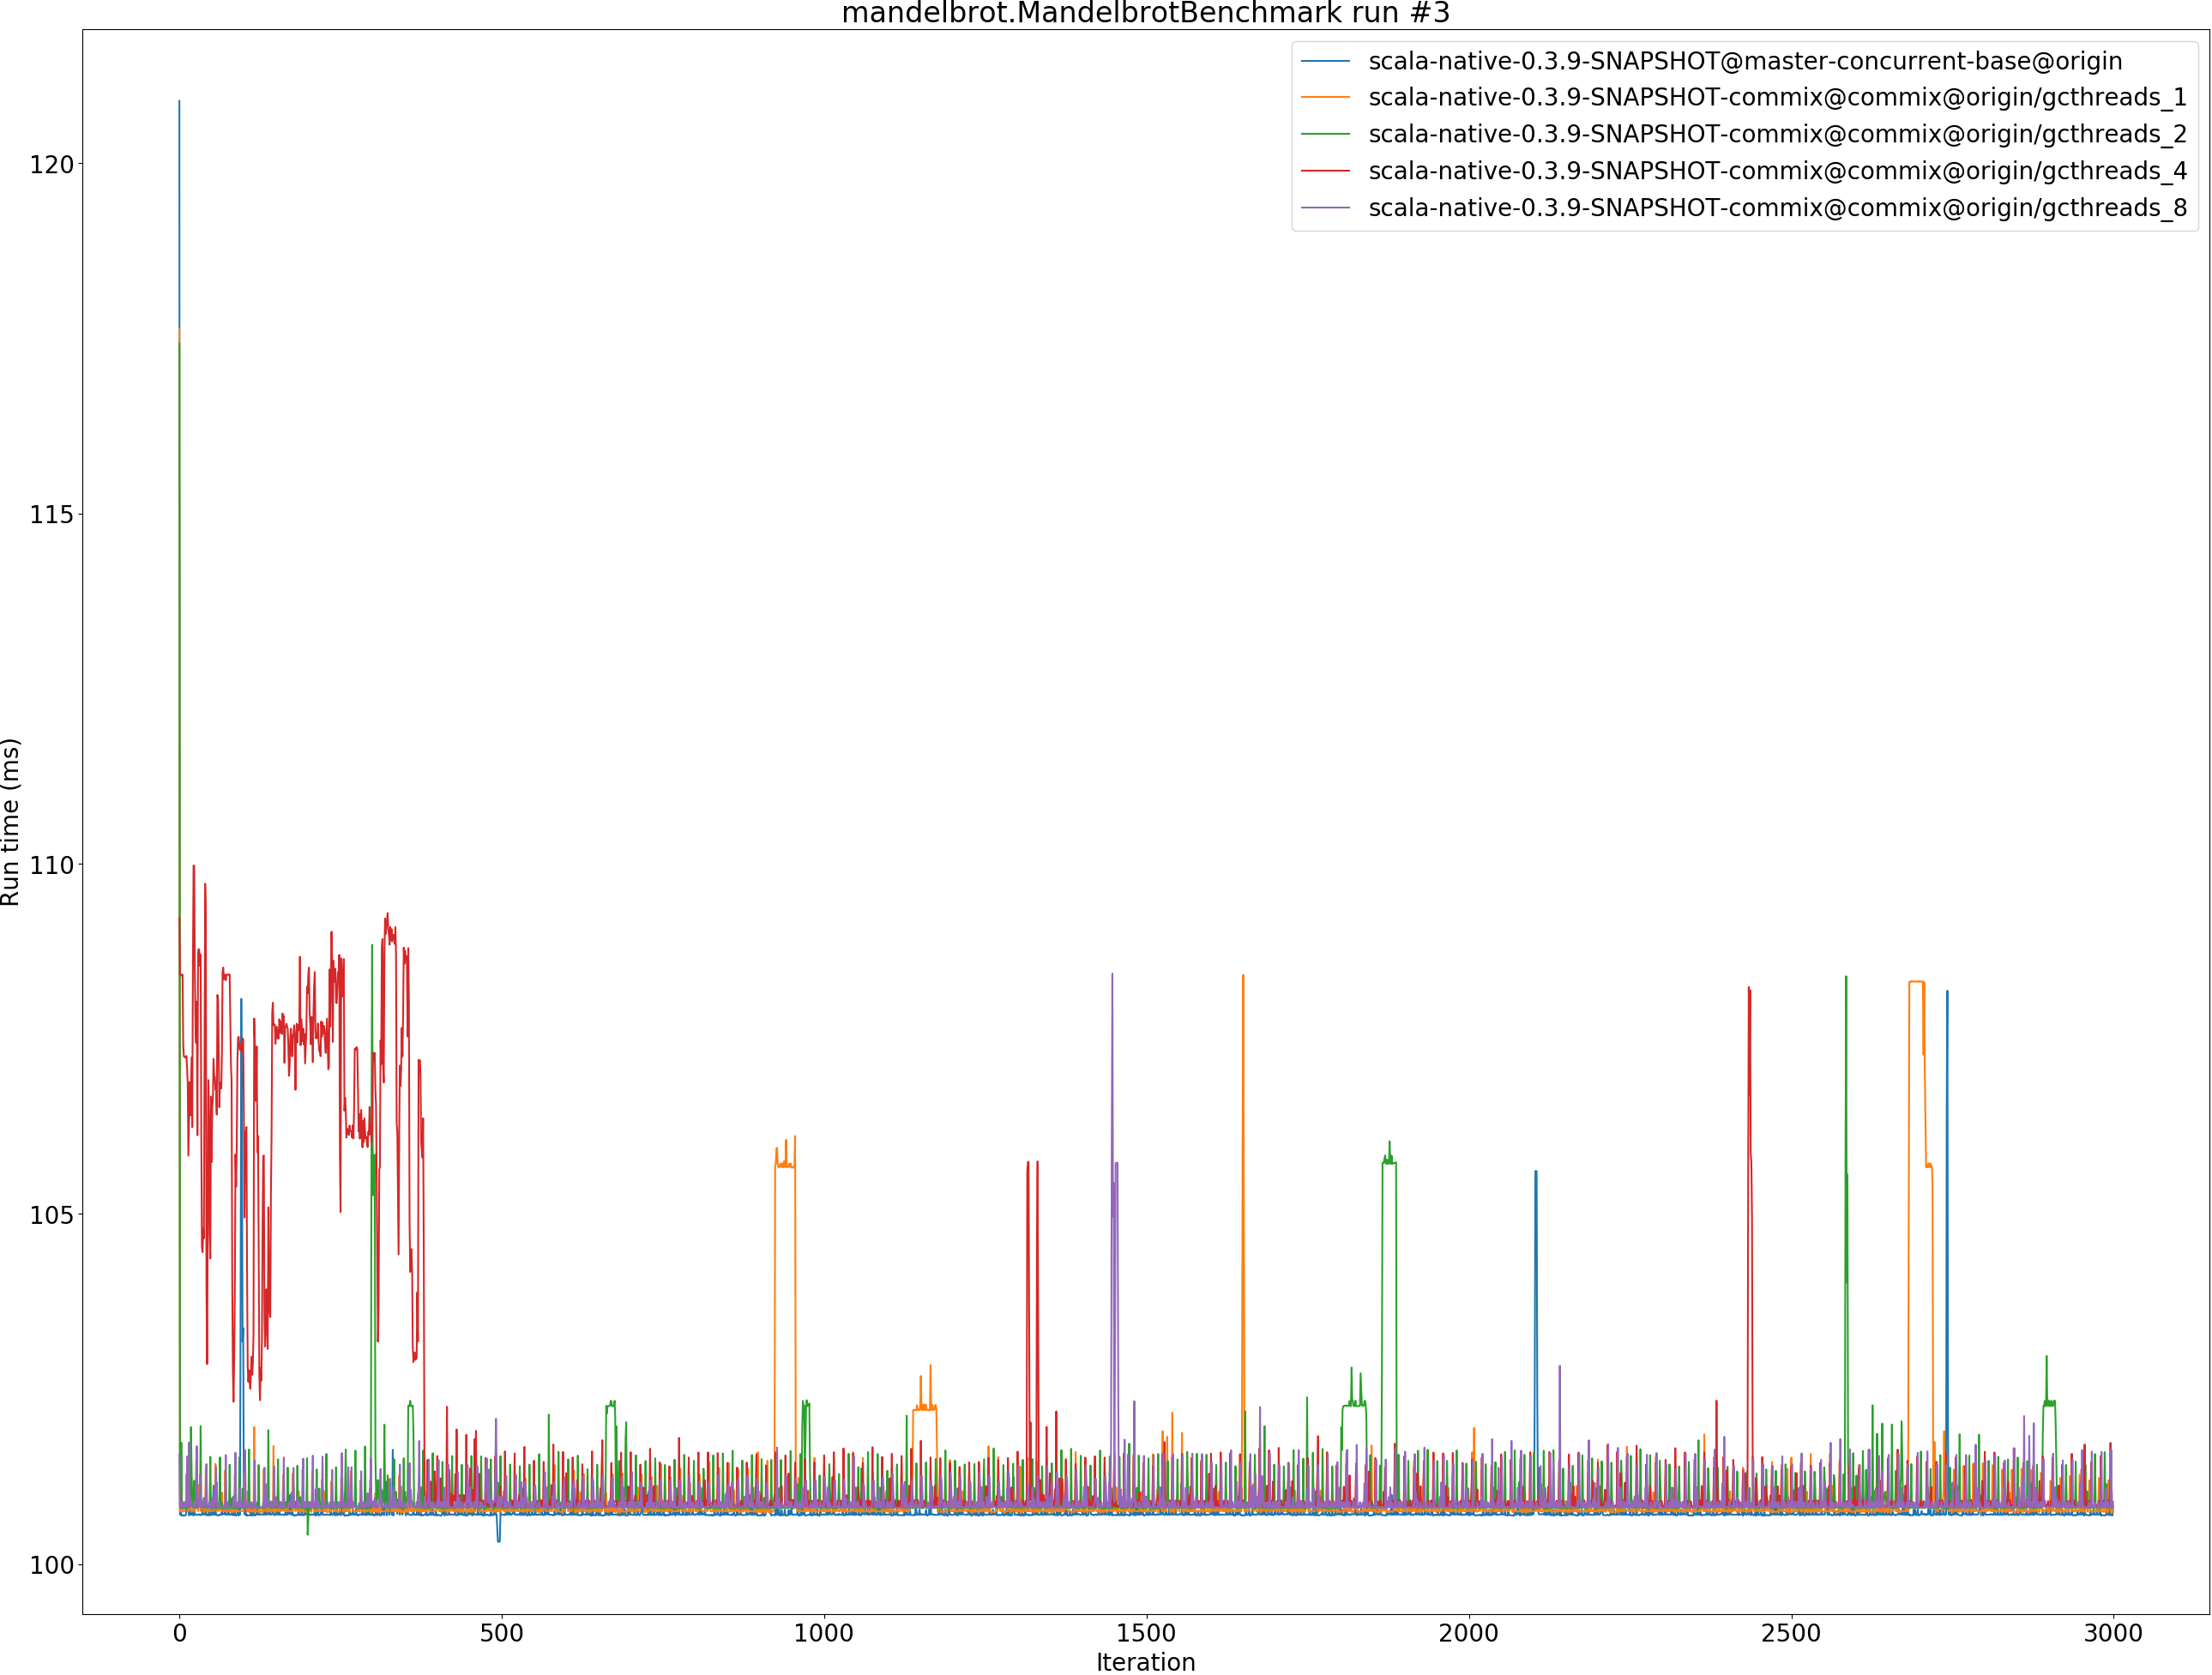 mandelbrot.MandelbrotBenchmark run #3
scala-native-0.3.9-SNAPSHOT@master-concurrent-base@origin
scala-native-0.3.9-SNAPSHOT-commix@commix@origin/gcthreads_1
scala-native-0.3.9-SNAPSHOT-commix@commix@origin/gcthreads_2
scala-native-0.3.9-SNAPSHOT-commix@commix@origin/gcthreads_4
scala-native-0.3.9-SNAPSHOT-commix@commix@origin/gcthreads_8
Run time (ms)
120
115
110
105
100
0 500 1000 1500 2000 2500 3000
Iteration